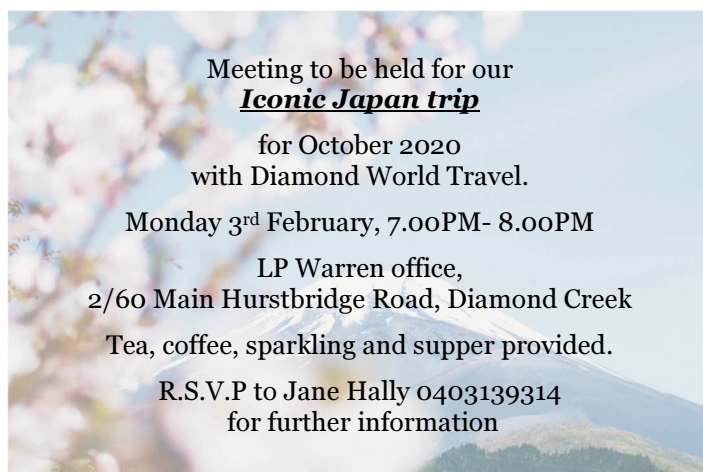 Meeting to be held for our
Iconic Japan trip
for October 2020
with Diamond World Travel.
Monday 3rd February, 7.00PM- 8.00PM
LP Warren office,
2/60 Main Hurstbridge Road, Diamond Creek
Tea, coffee, sparkling and supper provided.
R.S.V.P to Jane Hally 0403139314
for further information